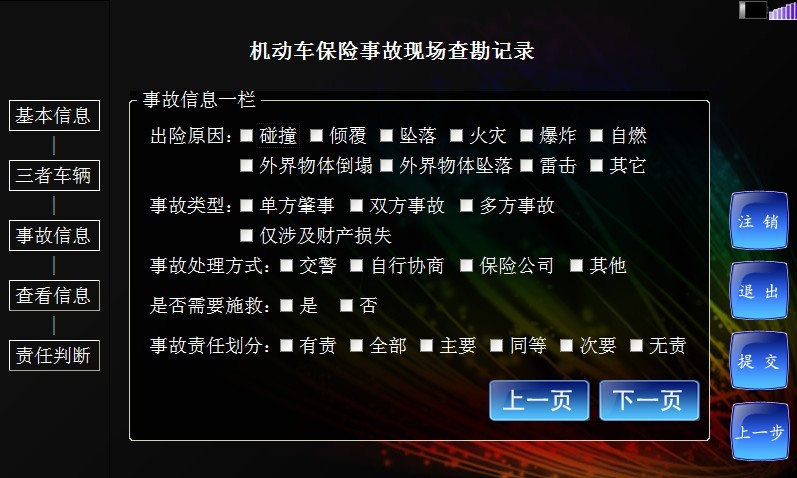 机动车保险事故现场查勘记录
基本信息
三者车辆
事故信息
查看信息
责任判断
事故信息一栏
出险原因: 碰撞 倾覆 坠落 火灾 爆炸 自燃
外界物体倒塌 外界物体坠落 雷击 其它
事故类型: 单方肇事 双方事故 多方事故
仅涉及财产损失
事故处理方式: 交警 自行协商 保险公司 其他
是否需要施救: 是 否
事故责任划分: 有责 全部 主要 同等 次要 无责
上一页 下一页
注 销
退 出
提 交
上一步